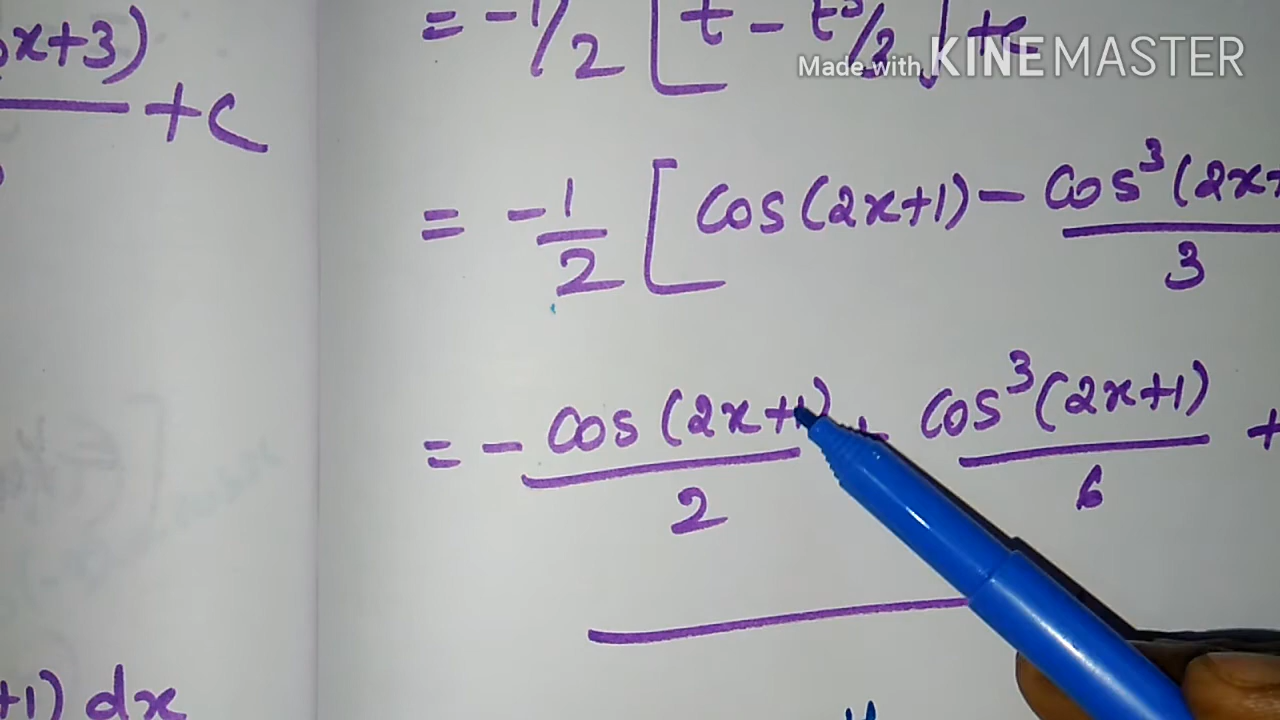 x+3)
+c
+1) dx
= -1/2 [t - t³/2] + c
Made with KINEMASTER
= -1/2 [cos(2x+1) - cos³(2x+
3
= - cos(2x+1)/2 + cos³(2x+1)/6 +